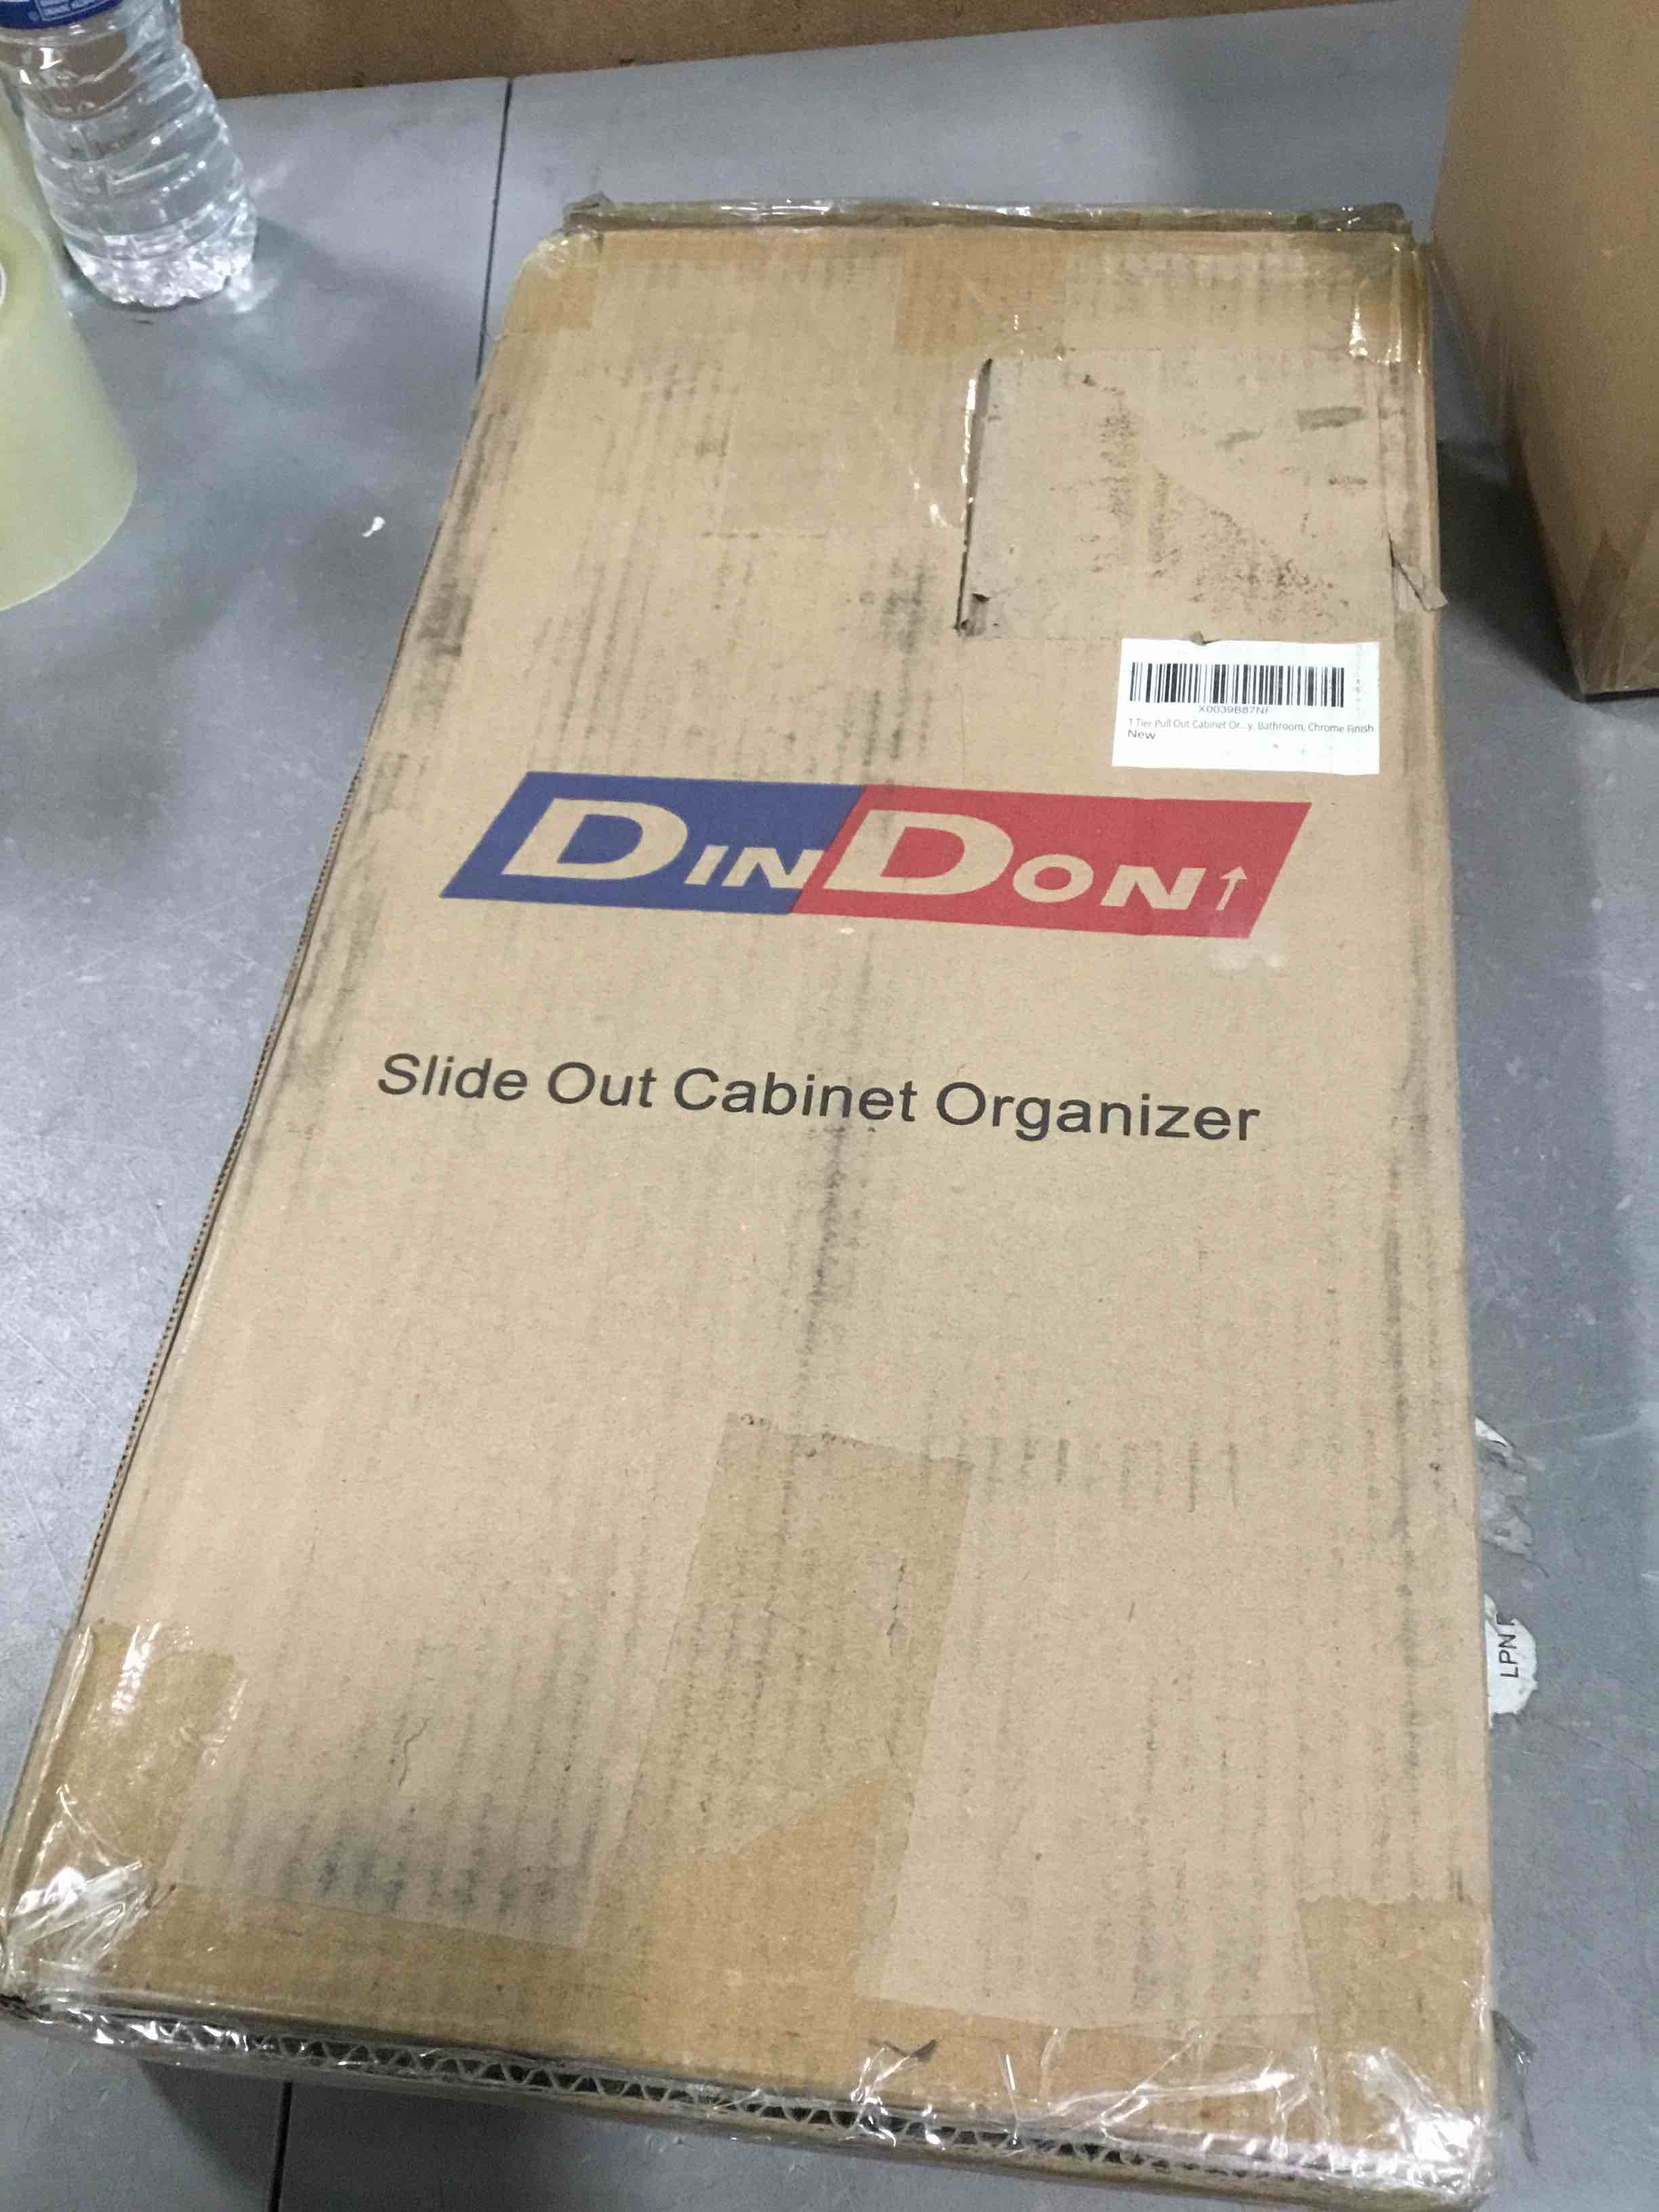 X0039B87NF
1 Tier Pull Out Cabinet Or...y, Bathroom, Chrome Finish
New
DINDON↑
Slide Out Cabinet Organizer
LPN